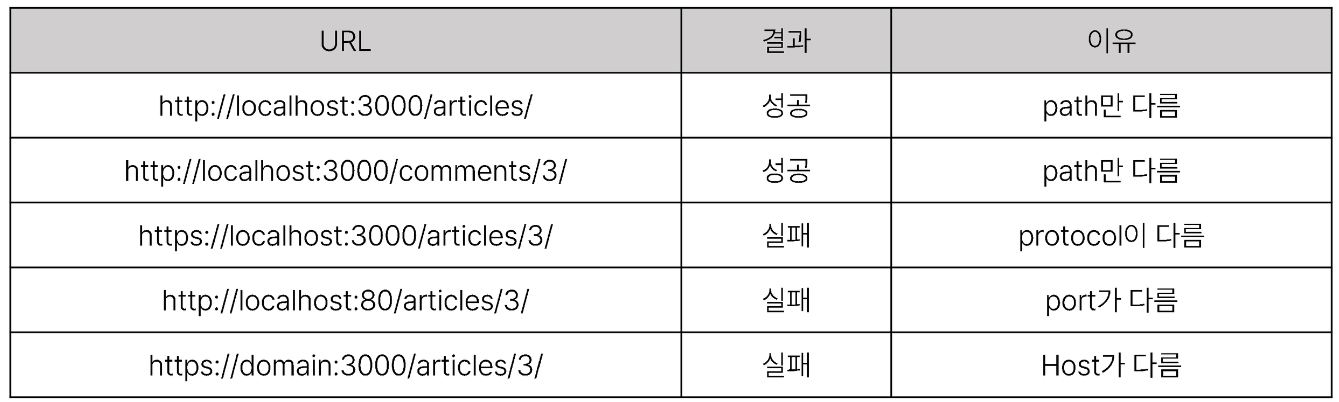 URL 결과 이유
http://localhost:3000/articles/ 성공 path만 다름
http://localhost:3000/comments/3/ 성공 path만 다름
https://localhost:3000/articles/3/ 실패 protocol이 다름
http://localhost:80/articles/3/ 실패 port가 다름
https://domain:3000/articles/3/ 실패 Host가 다름